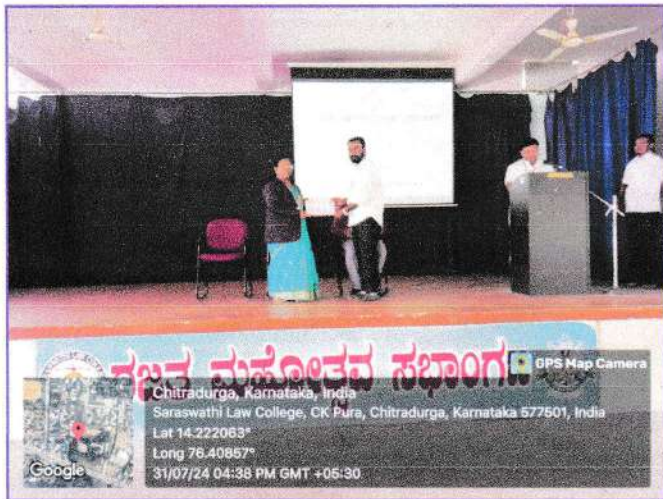 ರಜತ ಮಹೋತ್ಸವ ಸಭಾಂಗಣ
GPS Map Camera
Chitradurga, Karnataka, India
Saraswathi Law College, CK Pura, Chitradurga, Karnataka 577501, India
Lat 14.222063°
Long 76.40857°
31/07/24 04:38 PM GMT +05:30
Google